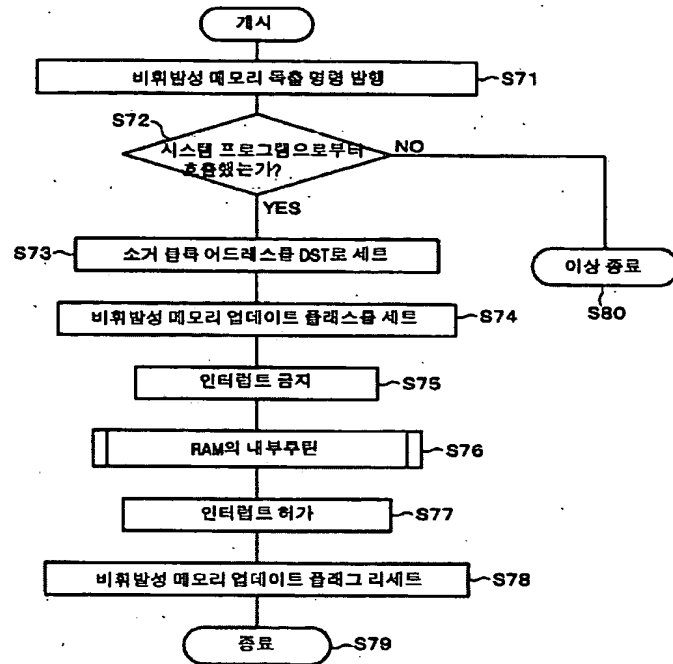 개시
비휘발성 메모리 독출 명령 발행
S71
S72
시스템 프로그램으로부터
호출했는가?
NO
YES
S73
소거 블록 어드레스를 DST로 세트
이상 종료
S80
비휘발성 메모리 업데이트 플래스를 세트
S74
인터럽트 금지
S75
RAM의 내부루틴
S76
인터럽트 허가
S77
비휘발성 메모리 업데이트 플래그 리세트
S78
종료
S79